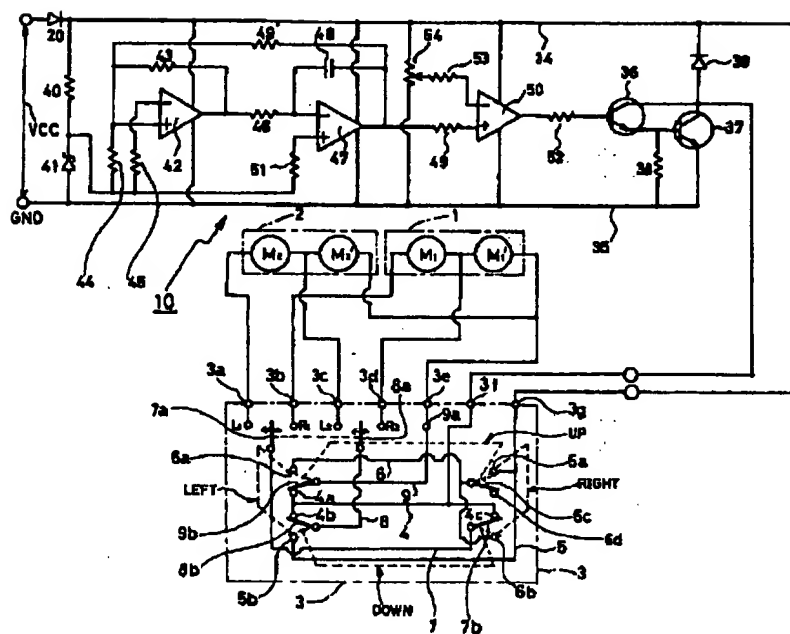 20
49
48
34
54
53
43
38
40
50
36
VCC
46
37
42
47
41
51
49
52
38
GND
35
2
1
44
45
10
M₂
M₂'
M₁
M₁'
3a
3b
3c
3d
8a
3e
3f
3g
7a
L₁
R₁
L₂
R₂
9a
UP
6a
6
5a
LEFT
4a
9
RIGHT
5c
9b
4b
8
4
4c
6d
8b
5
3
5b
3
7
6b
DOWN
7b